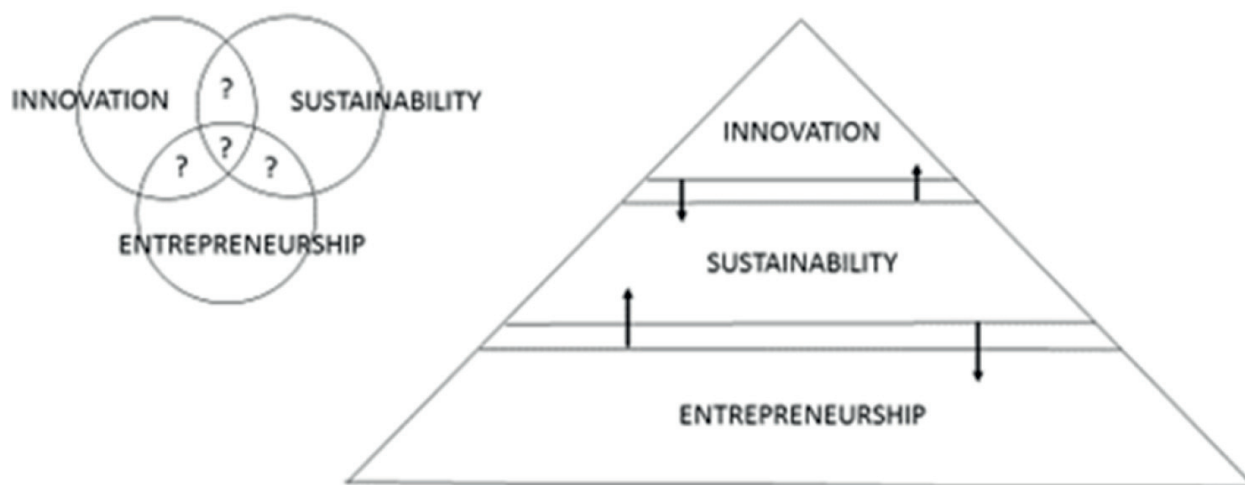 INNOVATION
?
SUSTAINABILITY
?
?
?
ENTREPRENEURSHIP
INNOVATION
SUSTAINABILITY
ENTREPRENEURSHIP